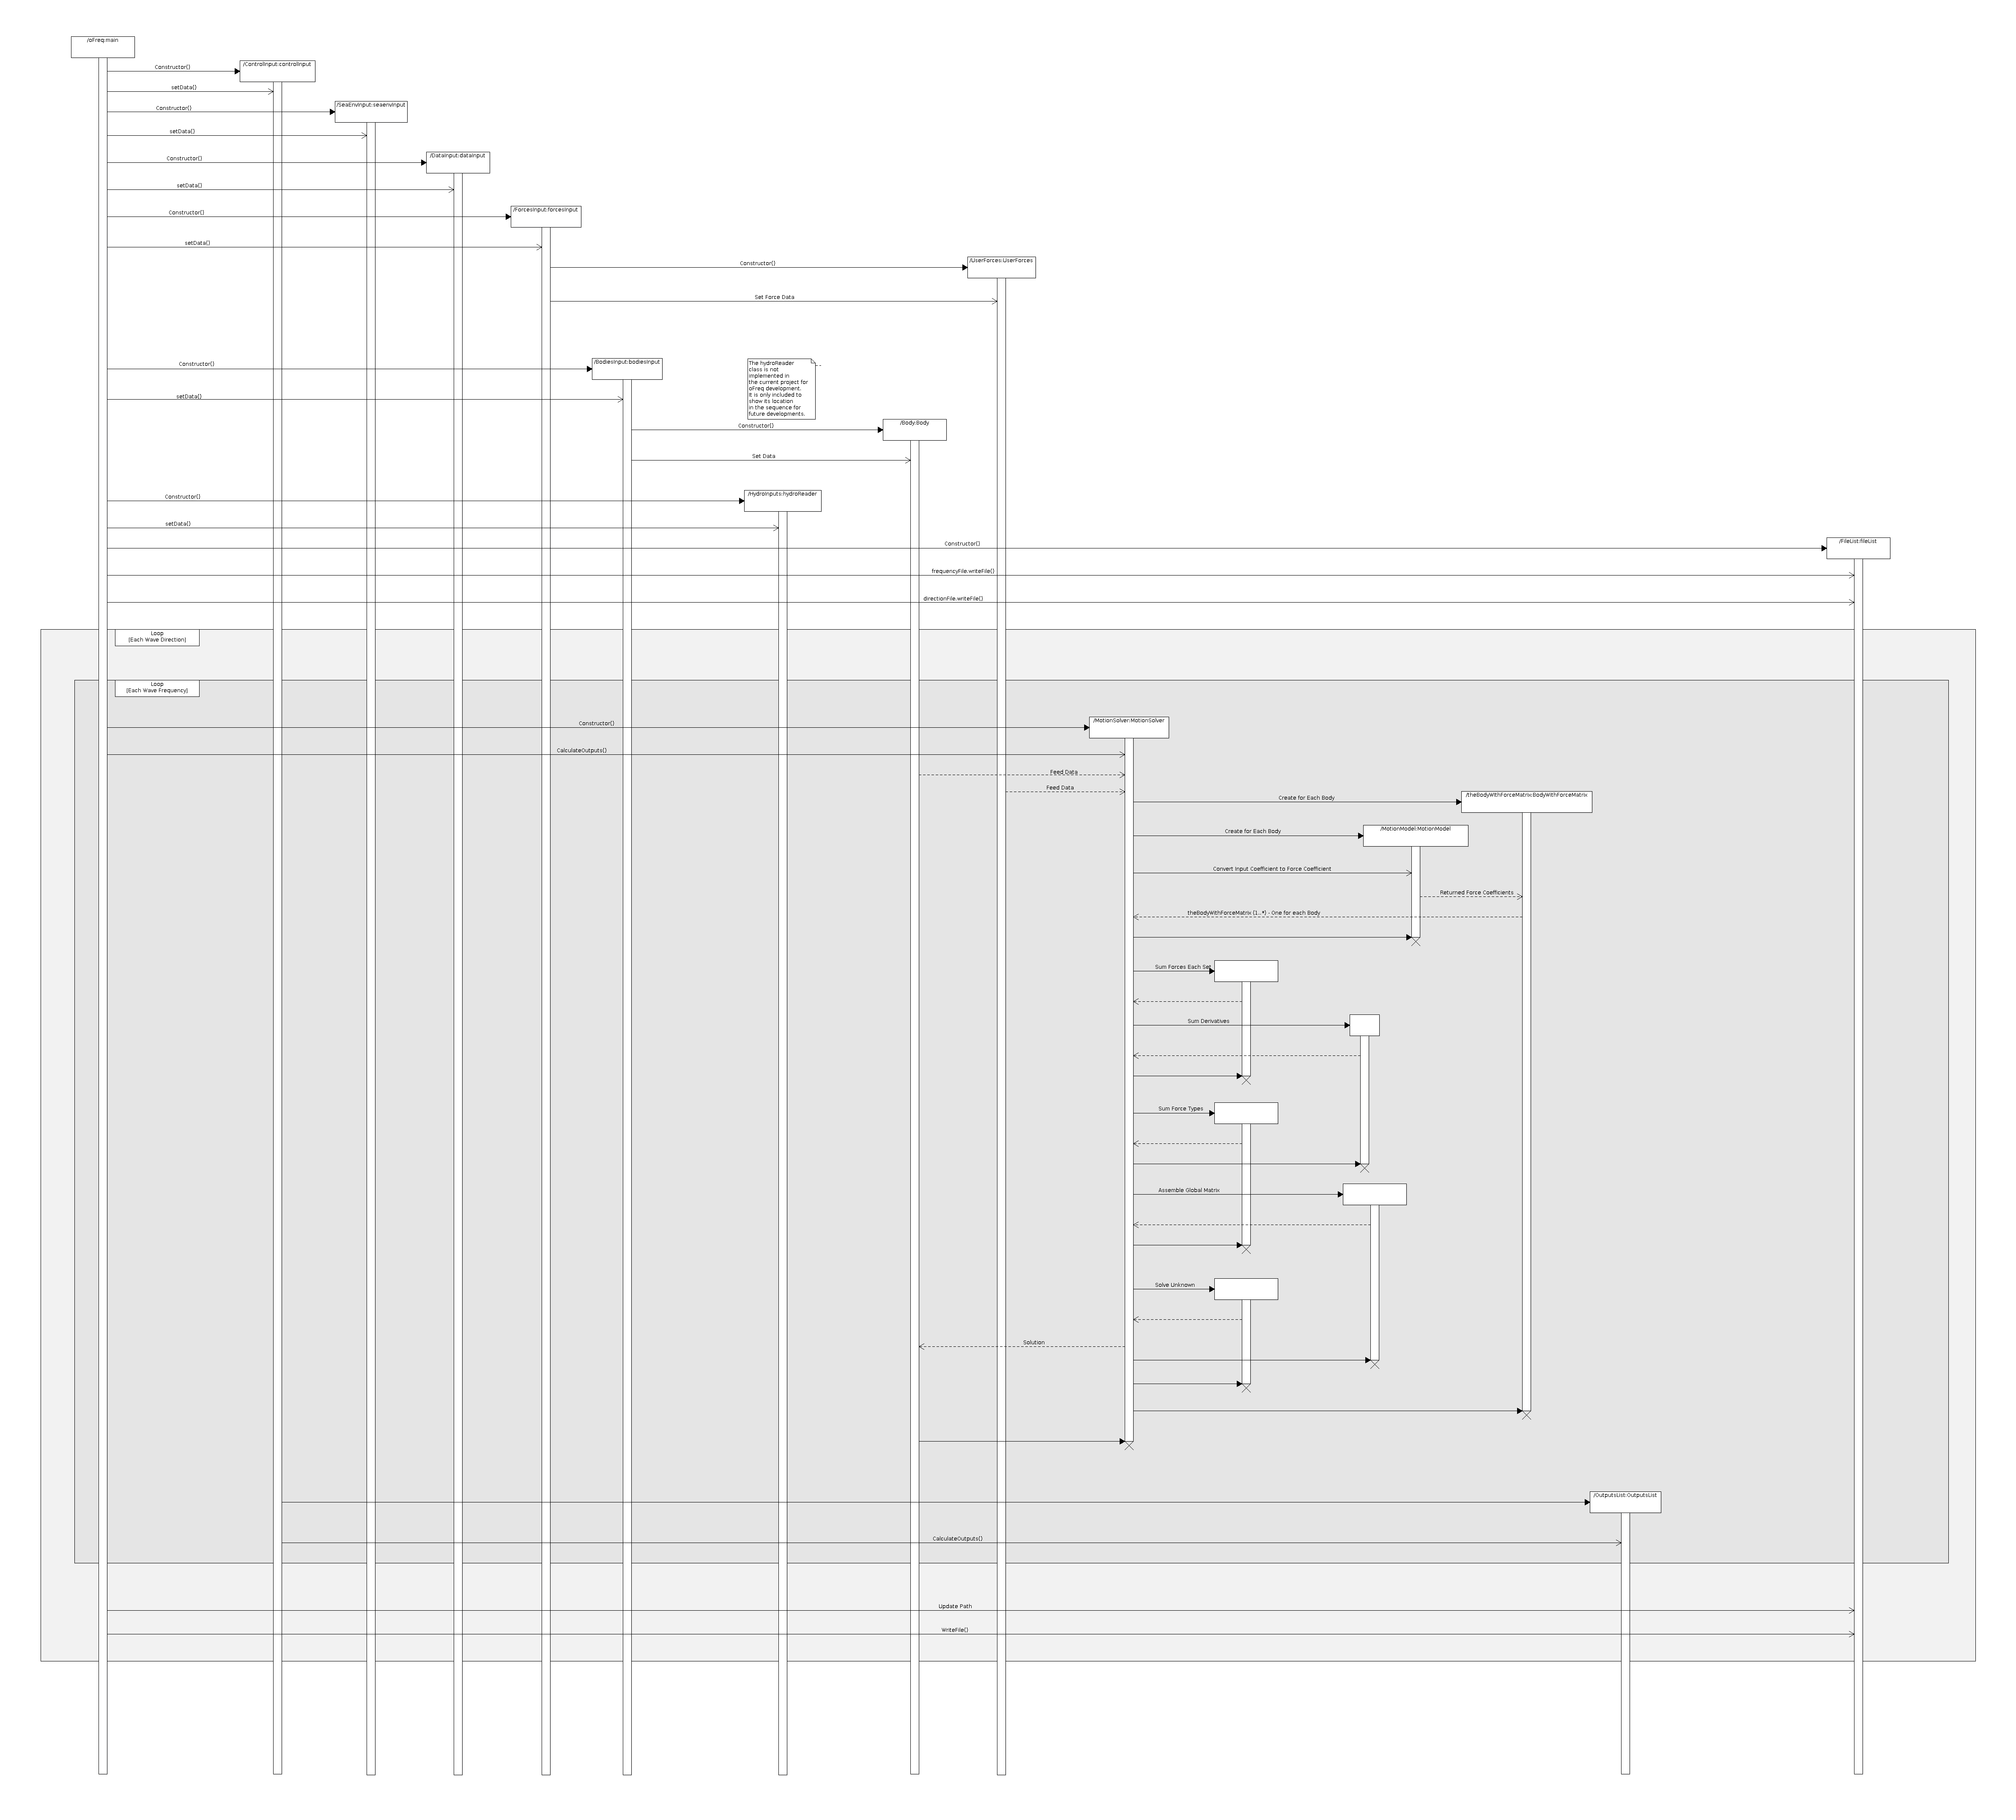 /oFreq:main
Constructor()
/ControlInput:controlInput
setData()
Constructor()
/SeaEnvInput:seaenvInput
setData()
Constructor()
/DataInput:dataInput
setData()
Constructor()
/ForcesInput:forcesInput
setData()
Constructor()
/UserForces:UserForces
Set Force Data
Constructor()
/BodiesInput:bodiesInput
The hydroReader
class is not
implemented in
the current project for
oFreq development.
It is only included to
show its location
in the sequence for
future developments.
setData()
Constructor()
/Body:Body
Set Data
Constructor()
/HydroInputs:hydroReader
setData()
Constructor()
/FileList:fileList
frequencyFile.writeFile()
directionFile.writeFile()
Loop
[Each Wave Direction]
Loop
[Each Wave Frequency]
Constructor()
/MotionSolver:MotionSolver
CalculateOutputs()
Feed Data
Feed Data
Create for Each Body
/theBodyWithForceMatrix:BodyWithForceMatrix
Create for Each Body
/MotionModel:MotionModel
Convert Input Coefficient to Force Coefficient
Returned Force Coefficients
theBodyWithForceMatrix [1..*] - One for each Body
Sum Forces Each Set
Sum Derivatives
Sum Force Types
Assemble Global Matrix
Solve Unknown
Solution
/OutputsList:OutputsList
CalculateOutputs()
Update Path
WriteFile()